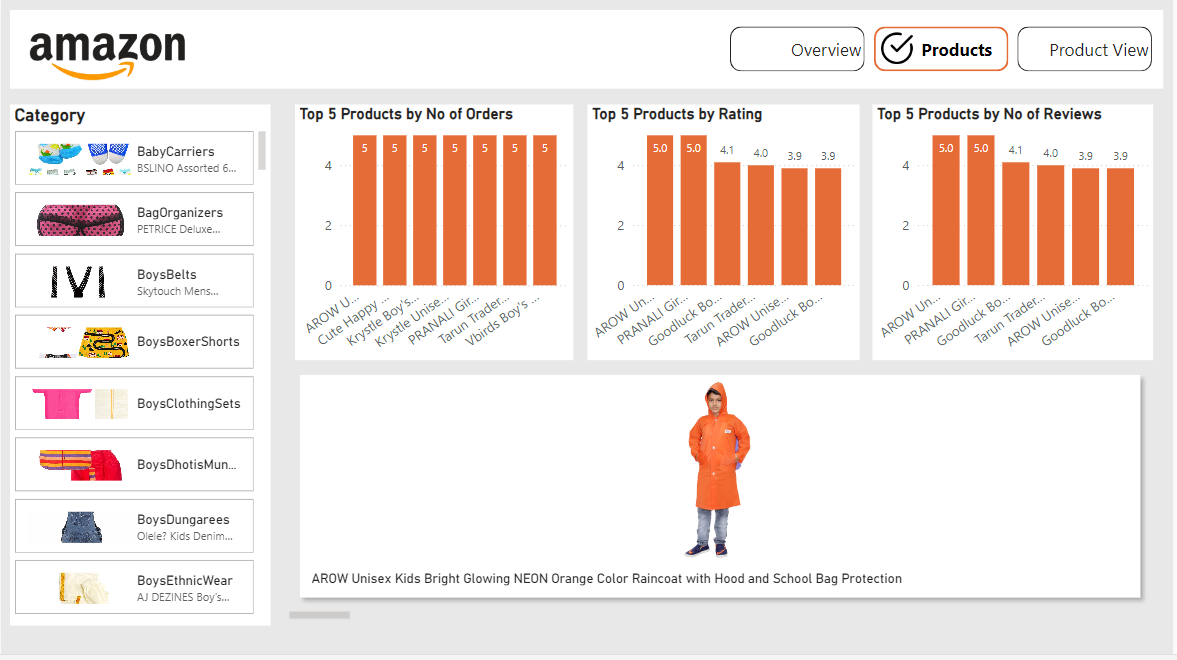 amazon
Overview
Products
Product View
Category
BabyCarriers
BSLINO Assorted 6...
BagOrganizers
PETRICE Deluxe...
BoysBelts
Skytouch Mens...
BoysBoxerShorts
BoysClothingSets
BoysDhotisMun...
BoysDungarees
Olele? Kids Denim...
BoysEthnicWear
AJ DEZINES Boy's...
Top 5 Products by No of Orders
4
2
0
5 5 5 5 5 5 5
AROW U...
Cute Happy ...
Krystle Boy's...
Krystle Unise...
PRANALI Gir...
Tarun Trader...
Vbirds Boy's ...
Top 5 Products by Rating
4
2
0
5.0 5.0 4.1 4.0 3.9 3.9
AROW Un...
PRANALI Gir...
Goodluck Bo...
Tarun Trader...
AROW Unise...
Goodluck Bo...
Top 5 Products by No of Reviews
4
2
0
5.0 5.0 4.1 4.0 3.9 3.9
AROW Un...
PRANALI Gir...
Goodluck Bo...
Tarun Trader...
AROW Unise...
Goodluck Bo...
AROW Unisex Kids Bright Glowing NEON Orange Color Raincoat with Hood and School Bag Protection